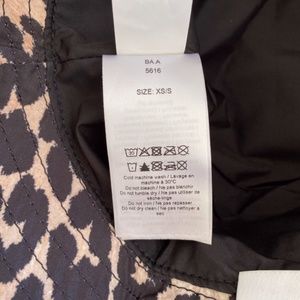 BA.A
5616
SIZE: XS/S
Cold machine wash / Lavage en
machine à 30°C
Do not bleach / Ne pas blanchir
Do not tumble dry / Ne pas utiliser de
sèche-linge
Do not iron / Ne pas repasser
Do not dry clean / Ne pas nettoyer à
sec